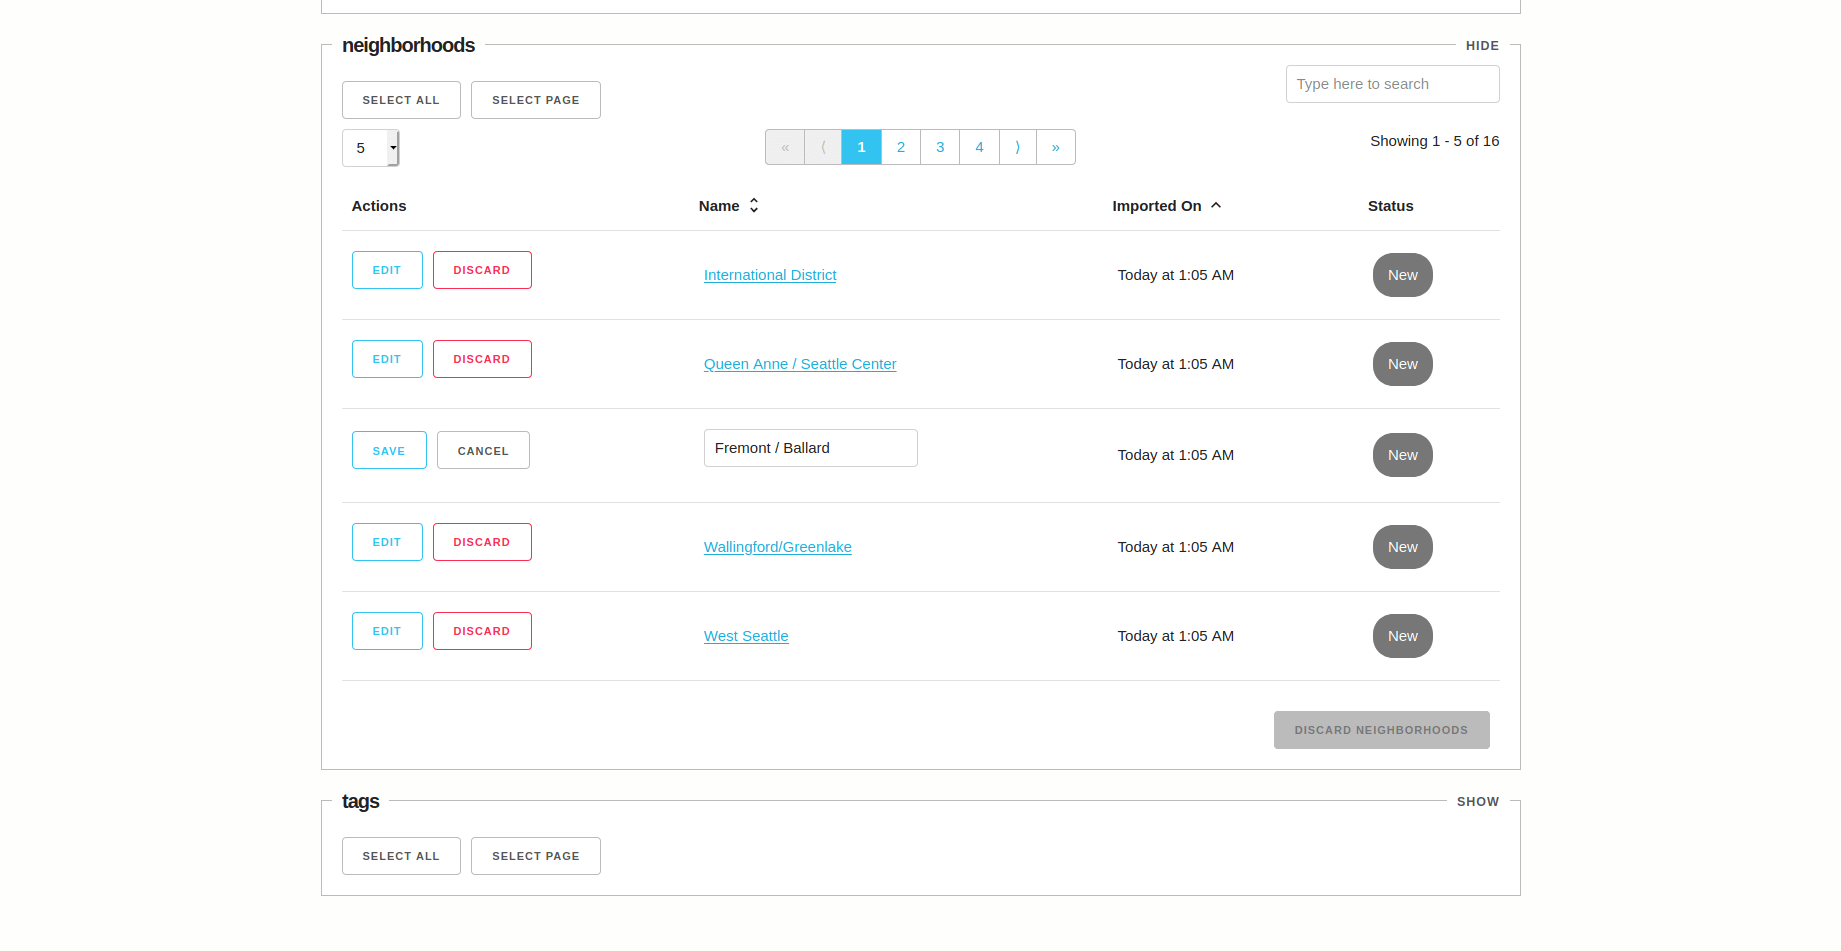 neighborhoods HIDE
SELECT ALL SELECT PAGE Type here to search
5 « ⟨ 1 2 3 4 ⟩ » Showing 1 - 5 of 16
Actions Name Imported On Status
EDIT DISCARD International District Today at 1:05 AM New
EDIT DISCARD Queen Anne / Seattle Center Today at 1:05 AM New
SAVE CANCEL Fremont / Ballard Today at 1:05 AM New
EDIT DISCARD Wallingford/Greenlake Today at 1:05 AM New
EDIT DISCARD West Seattle Today at 1:05 AM New
DISCARD NEIGHBORHOODS
tags SHOW
SELECT ALL SELECT PAGE